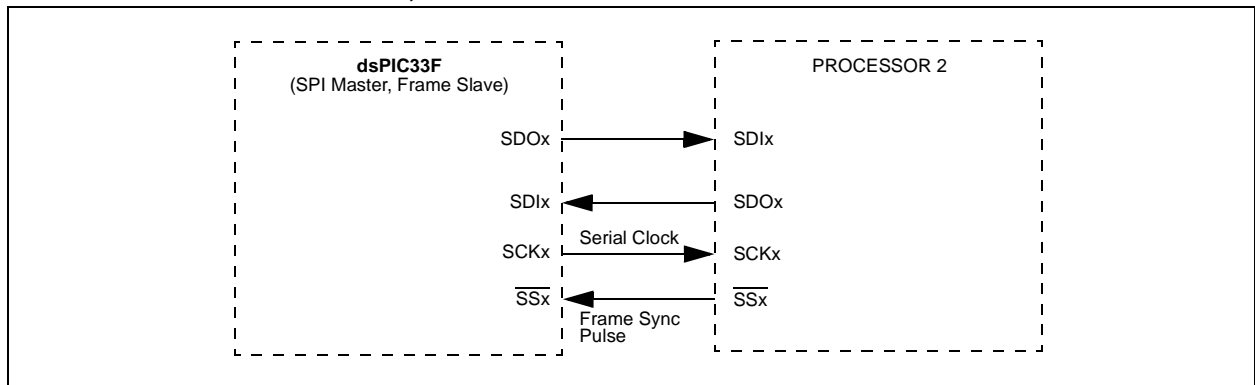 dsPIC33F
(SPI Master, Frame Slave)
PROCESSOR 2
SDOx
SDIx
SDIx
SDOx
Serial Clock
SCKx
SCKx
SSx
SSx
Frame Sync
Pulse